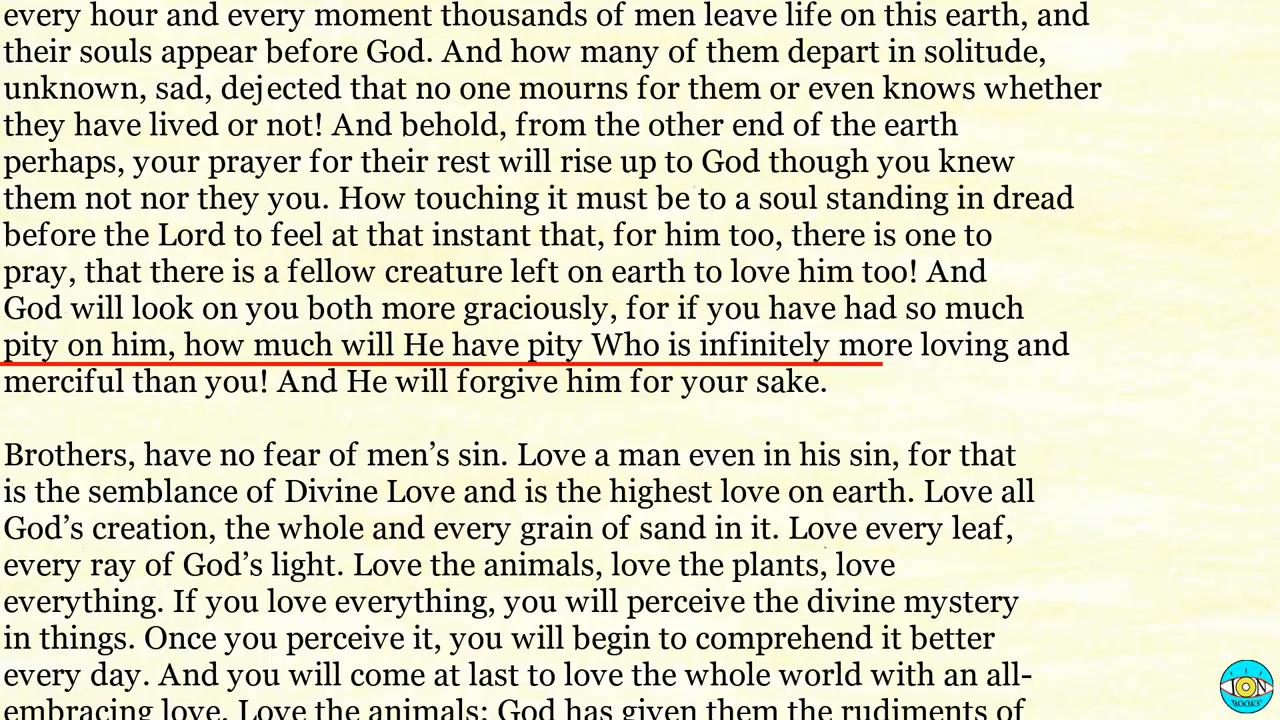 every hour and every moment thousands of men leave life on this earth, and
their souls appear before God. And how many of them depart in solitude,
unknown, sad, dejected that no one mourns for them or even knows whether
they have lived or not! And behold, from the other end of the earth
perhaps, your prayer for their rest will rise up to God though you knew
them not nor they you. How touching it must be to a soul standing in dread
before the Lord to feel at that instant that, for him too, there is one to
pray, that there is a fellow creature left on earth to love him too! And
God will look on you both more graciously, for if you have had so much
pity on him, how much will He have pity Who is infinitely more loving and
merciful than you! And He will forgive him for your sake.
Brothers, have no fear of men’s sin. Love a man even in his sin, for that
is the semblance of Divine Love and is the highest love on earth. Love all
God’s creation, the whole and every grain of sand in it. Love every leaf,
every ray of God’s light. Love the animals, love the plants, love
everything. If you love everything, you will perceive the divine mystery
in things. Once you perceive it, you will begin to comprehend it better
every day. And you will come at last to love the whole world with an all-
embracing love. Love the animals: God has given them the rudiments of
ION
BOOKS